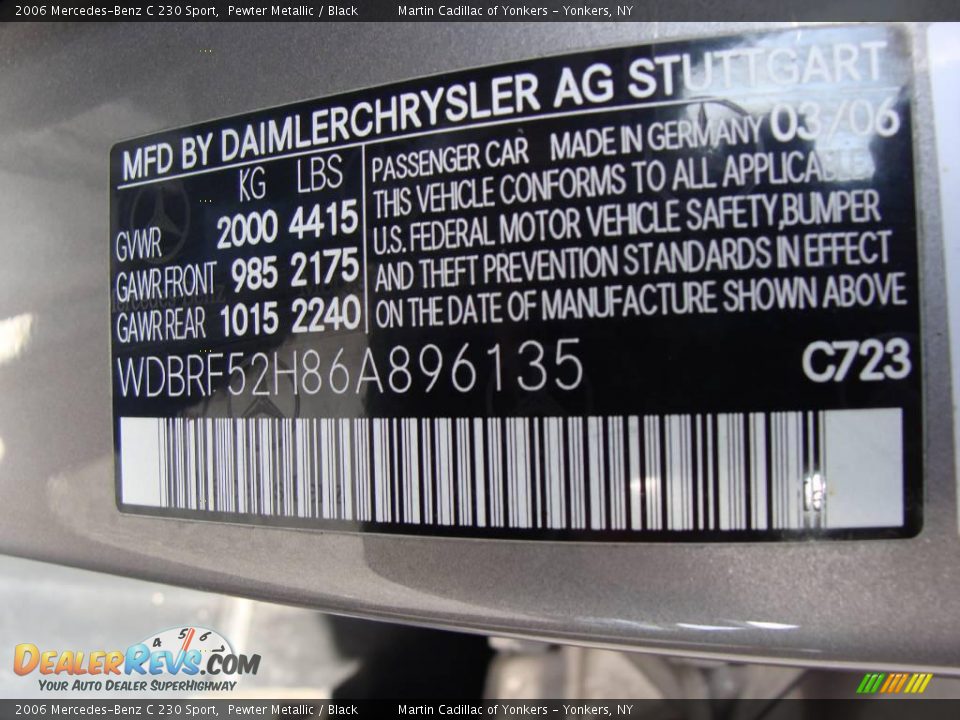 2006 Mercedes-Benz C 230 Sport, Pewter Metallic / Black Martin Cadillac of Yonkers - Yonkers, NY
MFD BY DAIMLERCHRYSLER AG STUTTGART
KG LBS
GVWR 2000 4415
GAWR FRONT 985 2175
GAWR REAR 1015 2240
PASSENGER CAR MADE IN GERMANY 03/06
THIS VEHICLE CONFORMS TO ALL APPLICABLE
U.S. FEDERAL MOTOR VEHICLE SAFETY,BUMPER
AND THEFT PREVENTION STANDARDS IN EFFECT
ON THE DATE OF MANUFACTURE SHOWN ABOVE
WDBRF52H86A896135 C723
4 5 6
DEALERREVS.COM
YOUR AUTO DEALER SUPERHIGHWAY
2006 Mercedes-Benz C 230 Sport, Pewter Metallic / Black Martin Cadillac of Yonkers - Yonkers, NY